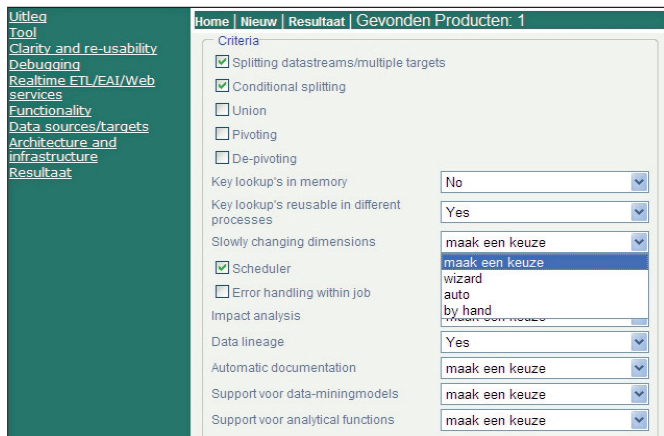 Uitleg
Tool
Clarity and re-usability
Debugging
Realtime ETL/EAI/Web
services
Functionality
Data sources/targets
Architecture and
infrastructure
Resultaat
Home | Nieuw | Resultaat | Gevonden Producten: 1
Criteria
Splitting datastreams/multiple targets
Conditional splitting
Union
Pivoting
De-pivoting
Key lookup's in memory No
Key lookup's reusable in different
processes Yes
Slowly changing dimensions maak een keuze
maak een keuze
wizard
auto
by hand
Scheduler
Error handling within job
Impact analysis maak een keuze
Data lineage Yes
Automatic documentation maak een keuze
Support voor data-miningmodels maak een keuze
Support voor analytical functions maak een keuze